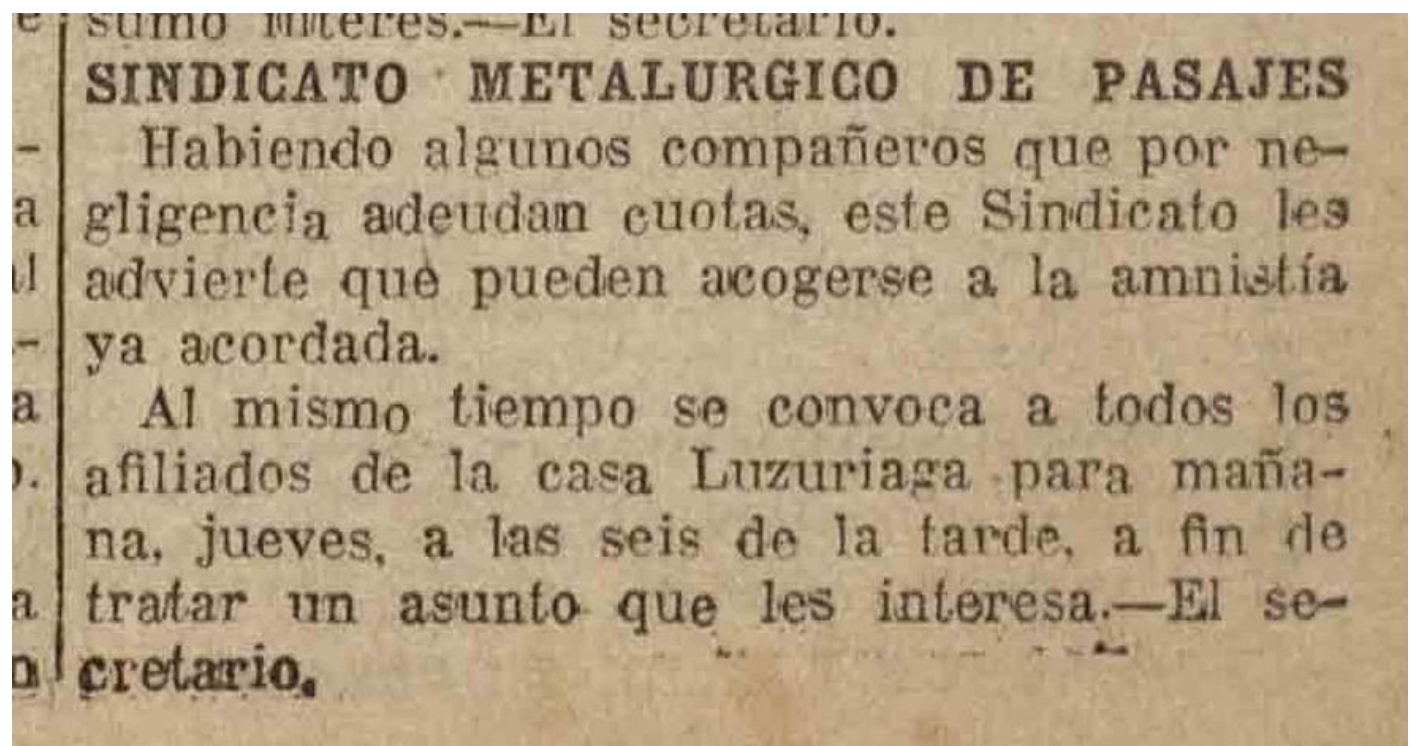 sumo interés.—El secretario.
SINDICATO METALURGICO DE PASAJES
Habiendo algunos compañeros que por ne-
gligencia adeudan cuotas, este Sindicato les
advierte que pueden acogerse a la amnistía
ya acordada.
Al mismo tiempo se convoca a todos los
afiliados de la casa Luzuriaga para maña-
na, jueves, a las seis de la tarde, a fin de
tratar un asunto que les interesa.—El se-
cretario.